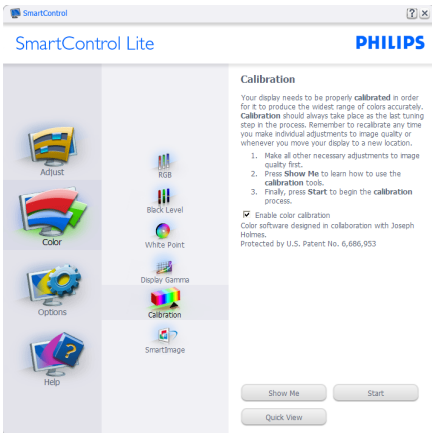 SmartControl
SmartControl Lite
PHILIPS
Adjust
Color
Options
Help
RGB
Black Level
White Point
Display Gamma
Calibration
SmartImage
Calibration
Your display needs to be properly calibrated in order
for it to produce the widest range of colors accurately.
Calibration should always take place as the last tuning
step in the process. Remember to recalibrate any time
you make individual adjustments to image quality or
whenever you move your display to a new location.
1. Make all other necessary adjustments to image
quality first.
2. Press Show Me to learn how to use the
calibration tools.
3. Finally, press Start to begin the calibration
process.
Enable color calibration
Color software designed in collaboration with Joseph
Holmes.
Protected by U.S. Patent No. 6,686,953
Show Me
Start
Quick View